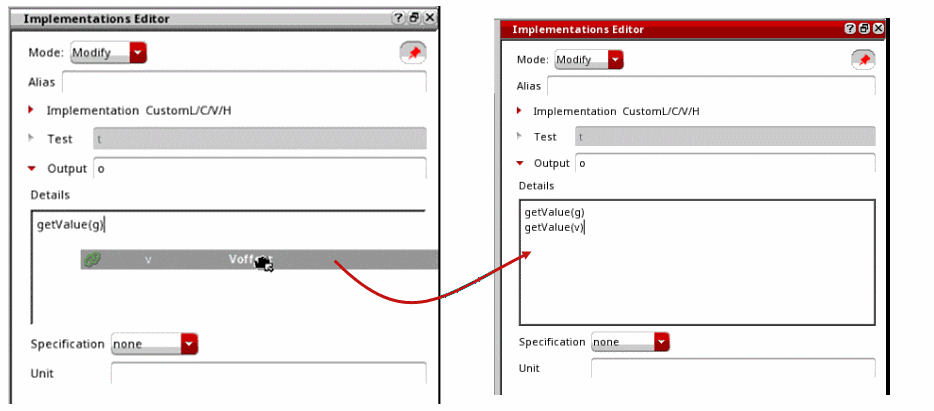 Implementations Editor
Mode: Modify
Alias
Implementation CustomL/C/V/H
Test t
Output o
Details
getValue(g)
v
Specification none
Unit
Implementations Editor
Mode: Modify
Alias
Implementation CustomL/C/V/H
Test t
Output o
Details
getValue(g)
getValue(v)
Specification none
Unit